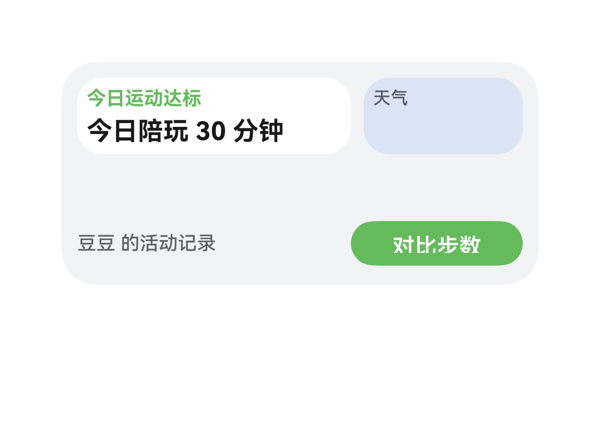 今日运动达标
今日陪玩 30 分钟
天气
豆豆 的活动记录
对比步数